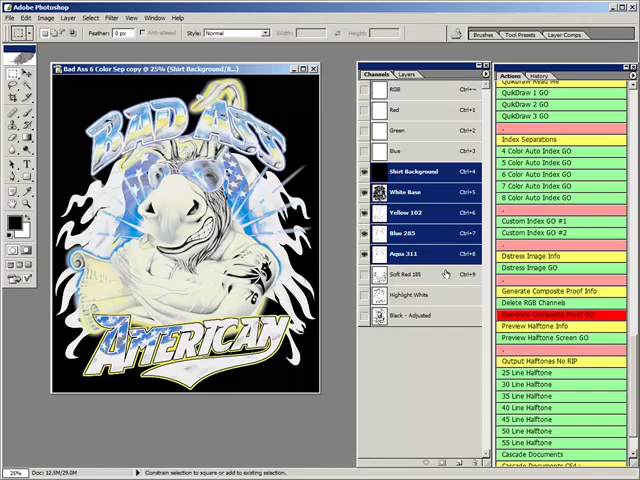 Adobe Photoshop
File Edit Image Layer Select Filter View Window Help
Feather: 0 px Anti-aliased Style: Normal Width: Height: Brushes Tool Presets Layer Comps
Bad Ass 6 Color Sep copy @ 25% (Shirt Background/8...)
BAD ASS
76
AMERICAN
Channels Layers
RGB Ctrl+~
Red Ctrl+1
Green Ctrl+2
Blue Ctrl+3
Shirt Background Ctrl+4
White Base Ctrl+5
Yellow 102 Ctrl+6
Blue 285 Ctrl+7
Aqua 311 Ctrl+8
Soft Red 185 Ctrl+9
Highlight White
Black - Adjusted
Actions History
QuikDraw Read Me
QuikDraw 1 GO
QuikDraw 2 GO
QuikDraw 3 GO
.
Index Separations
4 Color Auto Index GO
5 Color Auto Index GO
6 Color Auto Index GO
7 Color Auto Index GO
8 Color Auto Index GO
.
Custom Index GO #1
Custom Index GO #2
.
Distress Image Info
Distress Image GO
.
Generate Composite Proof Info
Delete RGB Channels
Generate Composite Proof GO
Preview Halftone Info
Preview Halftone Screen GO
.
Output Halftones No RIP
25 Line Halftone
30 Line Halftone
35 Line Halftone
40 Line Halftone
45 Line Halftone
50 Line Halftone
55 Line Halftone
Cascade Documents
Cascade Documents CS4+
25% Doc: 12.5M/29.0M Constrain selection to square or add to existing selection.